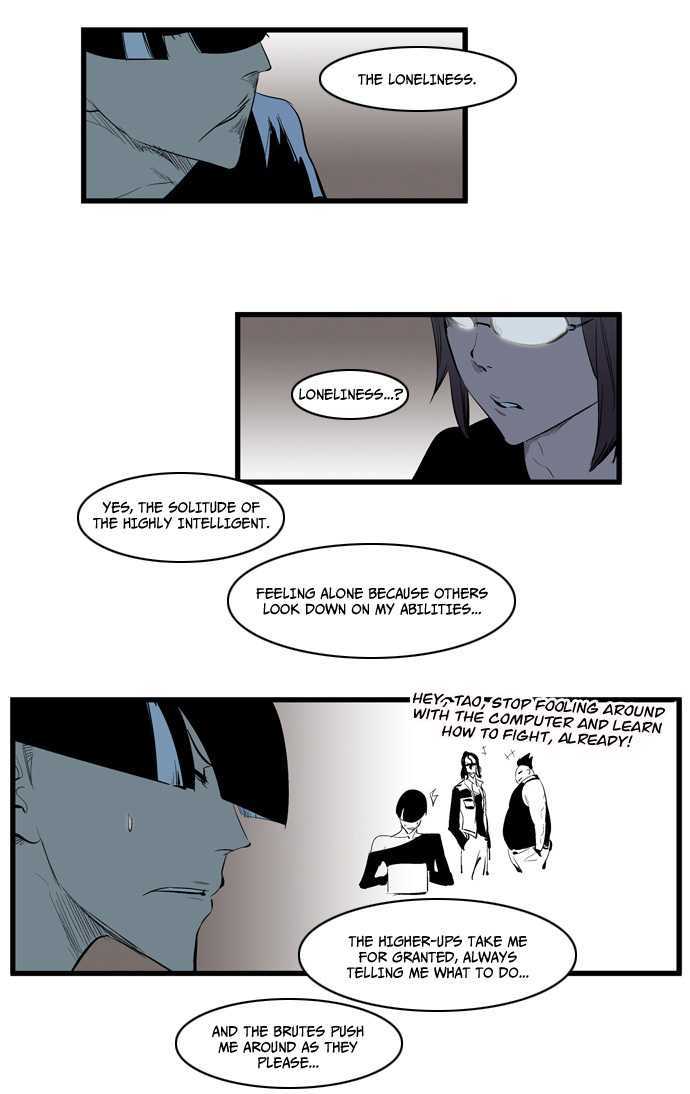 THE LONELINESS.
LONELINESS...?
YES, THE SOLITUDE OF
THE HIGHLY INTELLIGENT.
FEELING ALONE BECAUSE OTHERS
LOOK DOWN ON MY ABILITIES...
HEY, TAO, STOP FOOLING AROUND
WITH THE COMPUTER AND LEARN
HOW TO FIGHT, ALREADY!
THE HIGHER-UPS TAKE ME
FOR GRANTED, ALWAYS
TELLING ME WHAT TO DO...
AND THE BRUTES PUSH
ME AROUND AS THEY
PLEASE...